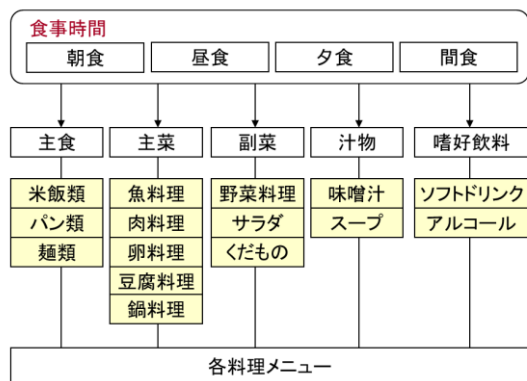 食事時間
朝食 昼食 夕食 間食
主食 主菜 副菜 汁物 嗜好飲料
米飯類 魚料理 野菜料理 味噌汁 ソフトドリンク
パン類 肉料理 サラダ スープ アルコール
麺類 卵料理 くだもの
豆腐料理
鍋料理
各料理メニュー